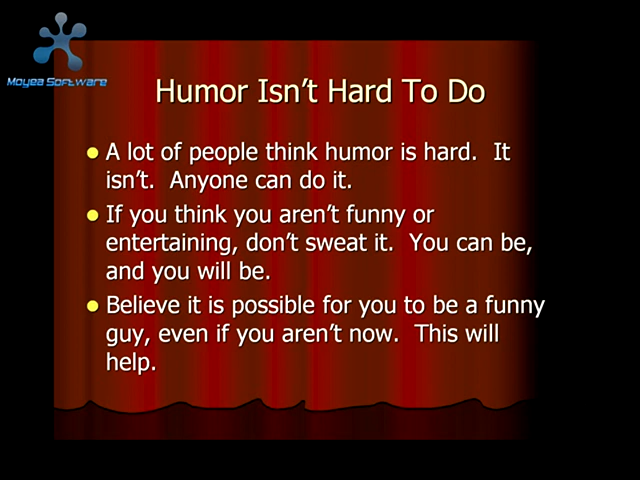 Moyea Software
Humor Isn't Hard To Do
A lot of people think humor is hard.  It
isn't.  Anyone can do it.
If you think you aren't funny or
entertaining, don't sweat it.  You can be,
and you will be.
Believe it is possible for you to be a funny
guy, even if you aren't now.  This will
help.